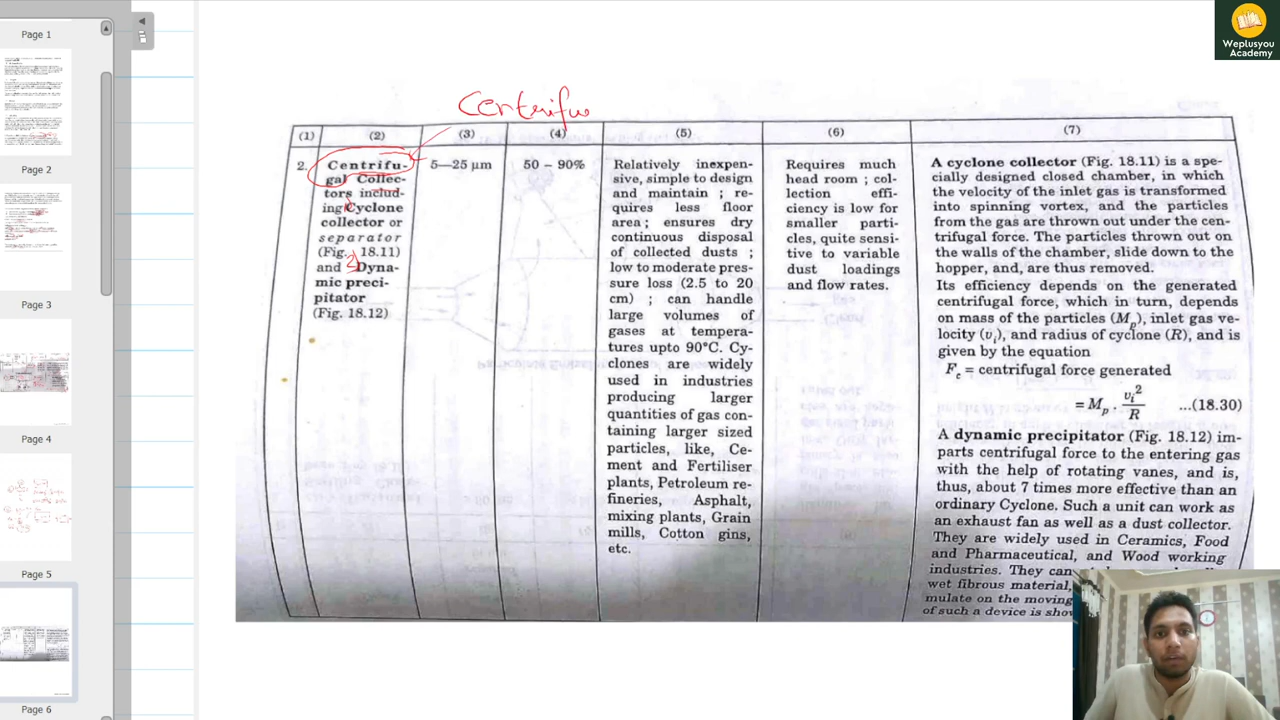 Page 1
Page 2
Page 3
Page 4
Page 5
Page 6
Weplusyou
Academy
Centrifu
(1)
(2)
(3)
(4)
(5)
(6)
(7)
2.
Centrifu-
gal Collec-
tors includ-
ing Cyclone
collector or
separator
(Fig. 18.11)
and 2 Dyna-
mic preci-
pitator
(Fig. 18.12)
5—25 μm
50 – 90%
Relatively inexpen-
sive, simple to design
and maintain ; re-
quires less floor
area ; ensures dry
continuous disposal
of collected dusts ;
low to moderate pres-
sure loss (2.5 to 20
cm) ; can handle
large volumes of
gases at tempera-
tures upto 90°C. Cy-
clones are widely
used in industries
producing larger
quantities of gas con-
taining larger sized
particles, like, Ce-
ment and Fertiliser
plants, Petroleum re-
fineries, Asphalt,
mixing plants, Grain
mills, Cotton gins,
etc.
Requires much
head room ; col-
lection effi-
ciency is low for
smaller parti-
cles, quite sensi-
tive to variable
dust loadings
and flow rates.
A cyclone collector (Fig. 18.11) is a spe-
cially designed closed chamber, in which
the velocity of the inlet gas is transformed
into spinning vortex, and the particles
from the gas are thrown out under the cen-
trifugal force. The particles thrown out on
the walls of the chamber, slide down to the
hopper, and, are thus removed.
Its efficiency depends on the generated
centrifugal force, which in turn, depends
on mass of the particles (Mp), inlet gas ve-
locity (vi), and radius of cyclone (R), and is
given by the equation
Fc = centrifugal force generated
= Mp . vi²/R ...(18.30)
A dynamic precipitator (Fig. 18.12) im-
parts centrifugal force to the entering gas
with the help of rotating vanes, and is,
thus, about 7 times more effective than an
ordinary Cyclone. Such a unit can work as
an exhaust fan as well as a dust collector.
They are widely used in Ceramics, Food
and Pharmaceutical, and Wood working
industries. They can
wet fibrous material,
mulate on the moving
of such a device is show